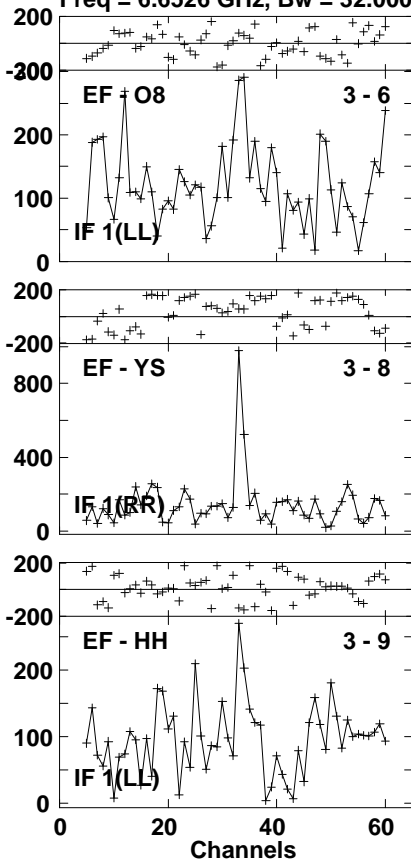 Freq = 6.6526 GHz, Bw = 32.000
200
-200
300
EF - O8 3 - 6
200
100
IF 1(LL)
0
200
-200
EF - YS 3 - 8
800
400
IF 1(RR)
0
200
-200
EF - HH 3 - 9
200
100
IF 1(LL)
0
0 20 40 60
Channels